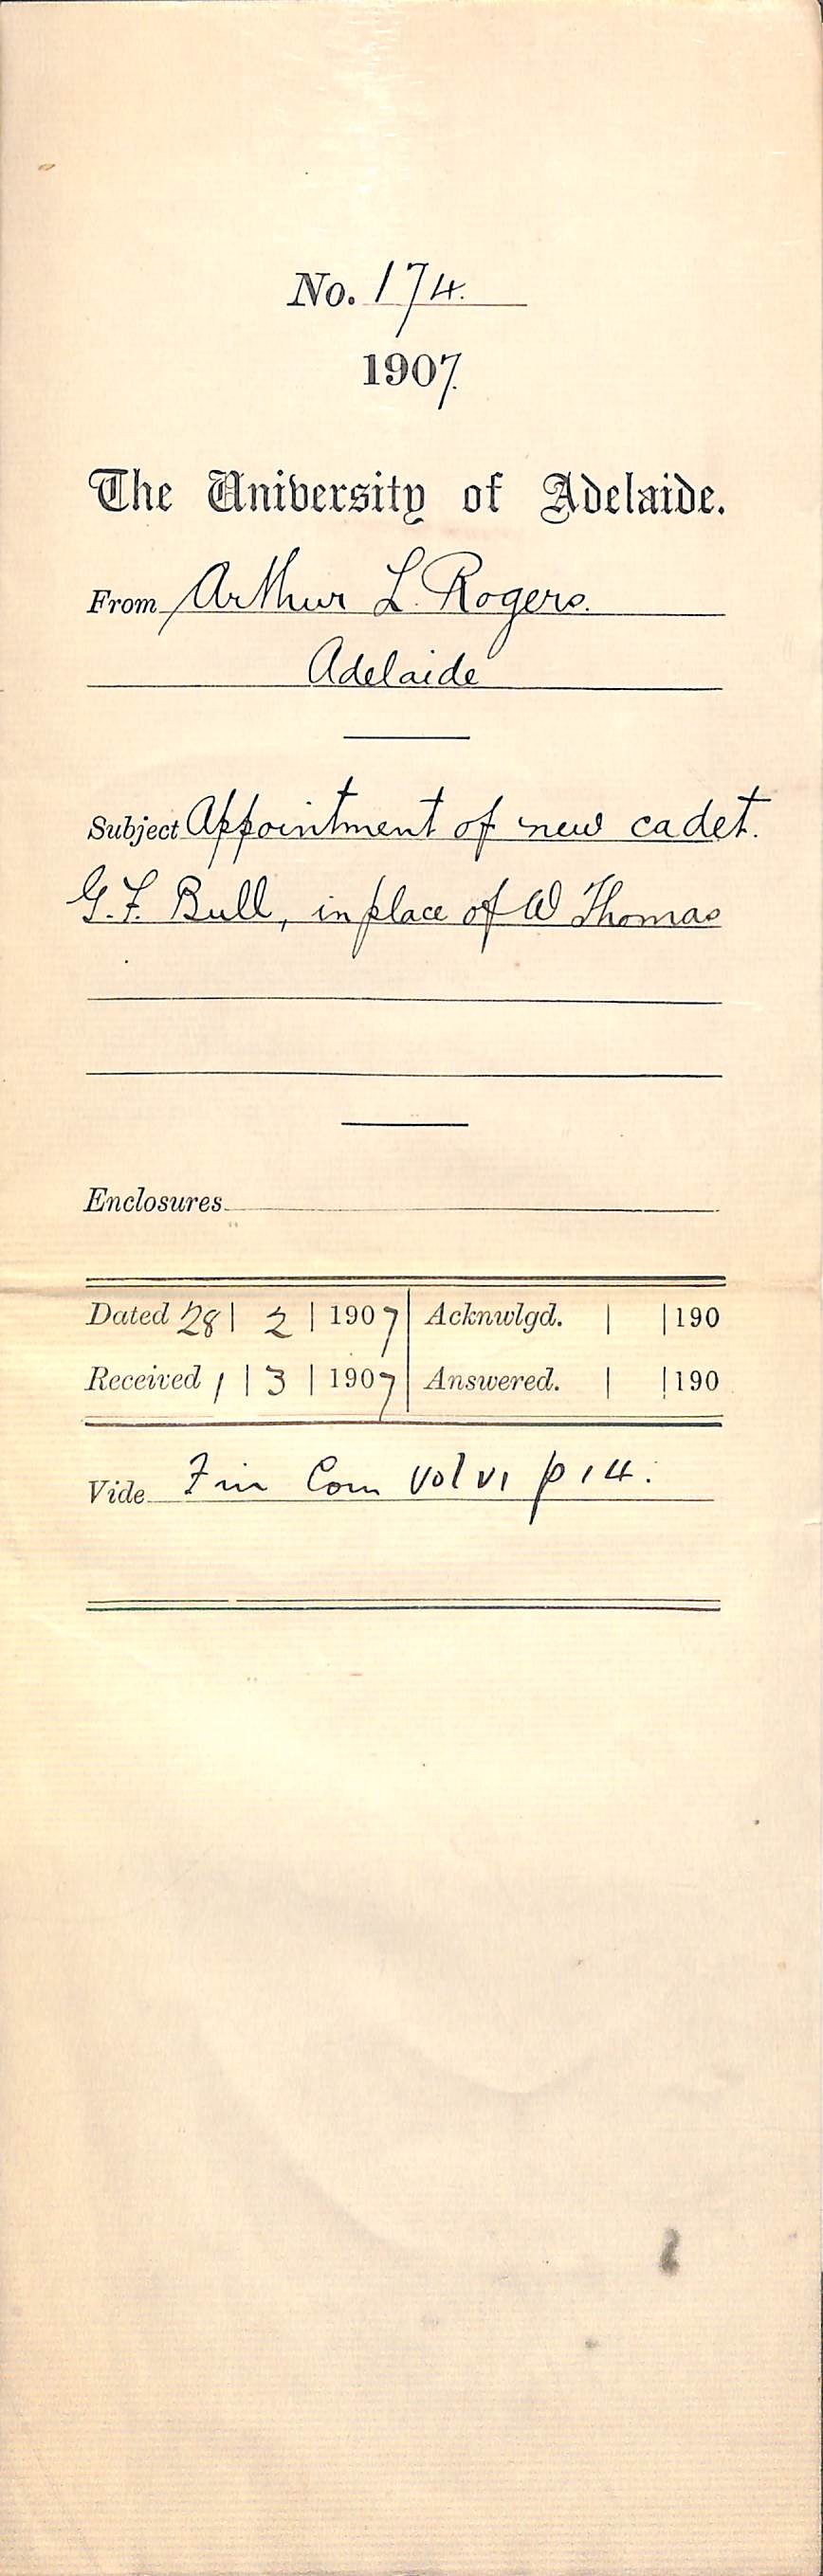 No. 174.
1907.
The University of Adelaide.
From Arthur L. Rogers.
Adelaide
Subject Appointment of new cadet.
G. F. Bull, in place of W Thomas
Enclosures
Dated 28 | 2 | 1907 Acknwlgd. | | 190
Received 1 | 3 | 1907 Answered. | | 190
Vide Fin Com Vol VI p 14.